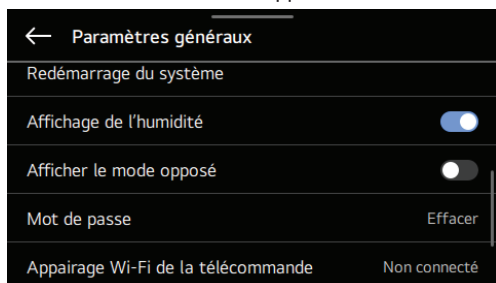 Paramètres généraux
Redémarrage du système
Affichage de l'humidité
Afficher le mode opposé
Mot de passe Effacer
Appairage Wi-Fi de la télécommande Non connecté